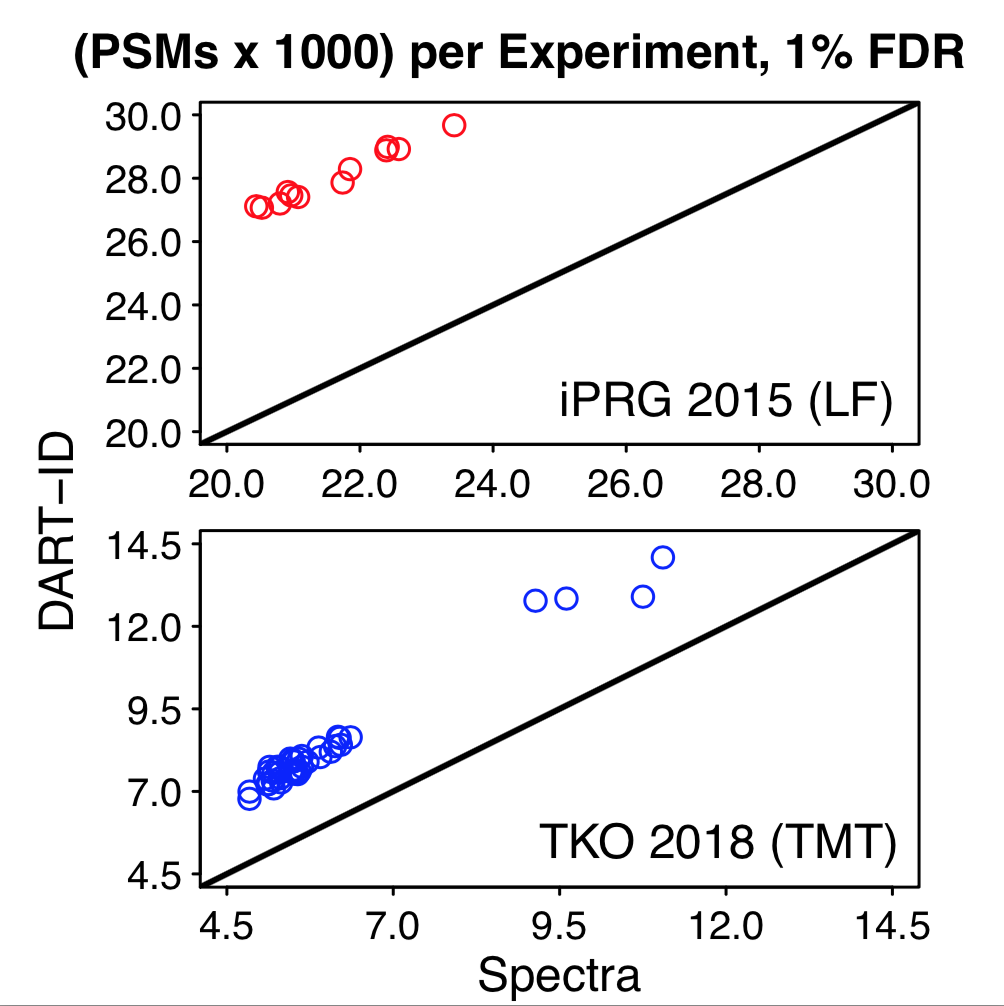 (PSMs x 1000) per Experiment, 1% FDR
30.0
28.0
26.0
24.0
22.0
20.0
iPRG 2015 (LF)
20.0 22.0 24.0 26.0 28.0 30.0
DART−ID
14.5
12.0
9.5
7.0
4.5
TKO 2018 (TMT)
4.5 7.0 9.5 12.0 14.5
Spectra